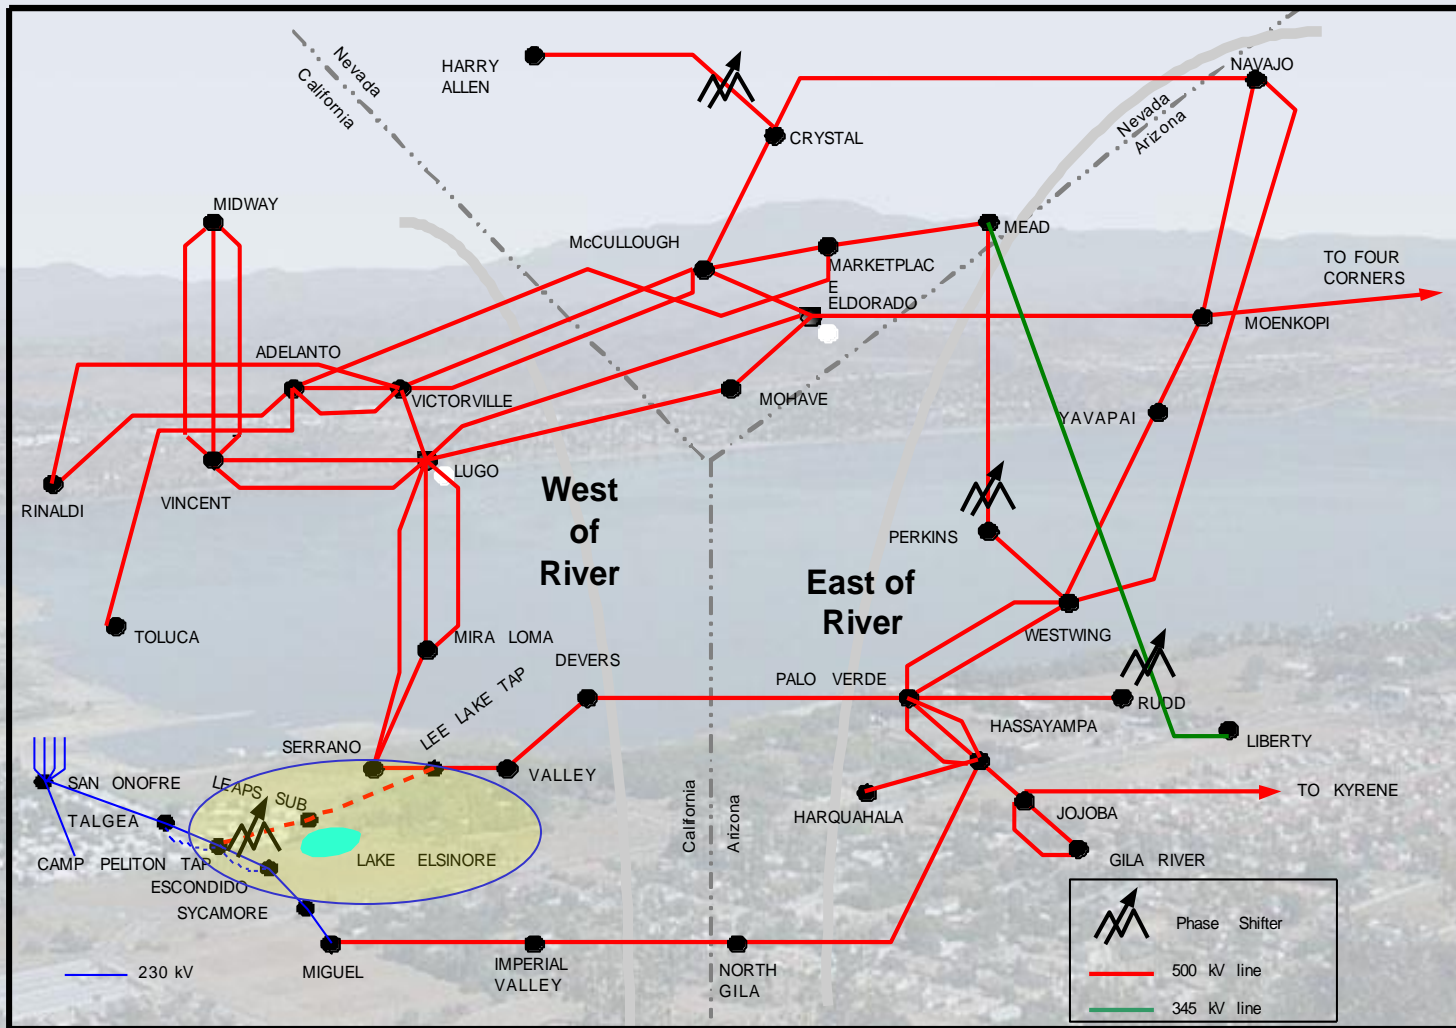 Nevada
California
HARRY
ALLEN
CRYSTAL
NAVAJO
Nevada
Arizona
MIDWAY
McCULLOUGH
MARKETPLAC
E
MEAD
TO FOUR
CORNERS
ELDORADO
MOENKOPI
ADELANTO
VICTORVILLE
MOHAVE
YAVAPAI
LUGO
RINALDI
VINCENT
West
of
River
PERKINS
East of
River
TOLUCA
MIRA LOMA
WESTWING
DEVERS
PALO VERDE
RUDD
HASSAYAMPA
LIBERTY
SERRANO
LEE LAKE TAP
VALLEY
SAN ONOFRE
LEAPS SUB
TO KYRENE
TALGEA
HARQUAHALA
JOJOBA
California
Arizona
CAMP PELITON TAP
LAKE ELSINORE
GILA RIVER
ESCONDIDO
SYCAMORE
230 kV
MIGUEL
IMPERIAL
VALLEY
NORTH
GILA
Phase Shifter
500 kV line
345 kV line